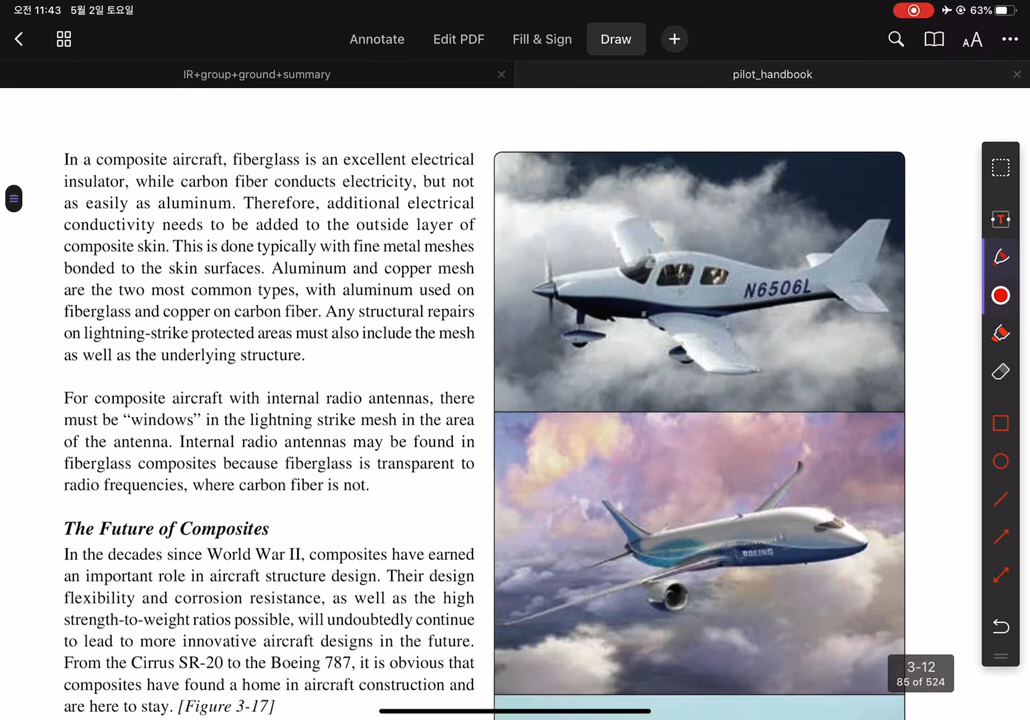 오전 11:43 5월 2일 토요일
63%
Annotate
Edit PDF
Fill & Sign
Draw
AA
IR+group+ground+summary
pilot_handbook
In a composite aircraft, fiberglass is an excellent electrical
insulator, while carbon fiber conducts electricity, but not
as easily as aluminum. Therefore, additional electrical
conductivity needs to be added to the outside layer of
composite skin. This is done typically with fine metal meshes
bonded to the skin surfaces. Aluminum and copper mesh
are the two most common types, with aluminum used on
fiberglass and copper on carbon fiber. Any structural repairs
on lightning-strike protected areas must also include the mesh
as well as the underlying structure.
For composite aircraft with internal radio antennas, there
must be “windows” in the lightning strike mesh in the area
of the antenna. Internal radio antennas may be found in
fiberglass composites because fiberglass is transparent to
radio frequencies, where carbon fiber is not.
The Future of Composites
In the decades since World War II, composites have earned
an important role in aircraft structure design. Their design
flexibility and corrosion resistance, as well as the high
strength-to-weight ratios possible, will undoubtedly continue
to lead to more innovative aircraft designs in the future.
From the Cirrus SR-20 to the Boeing 787, it is obvious that
composites have found a home in aircraft construction and
are here to stay. [Figure 3-17]
N6506L
BOEING
T
3-12
85 of 524